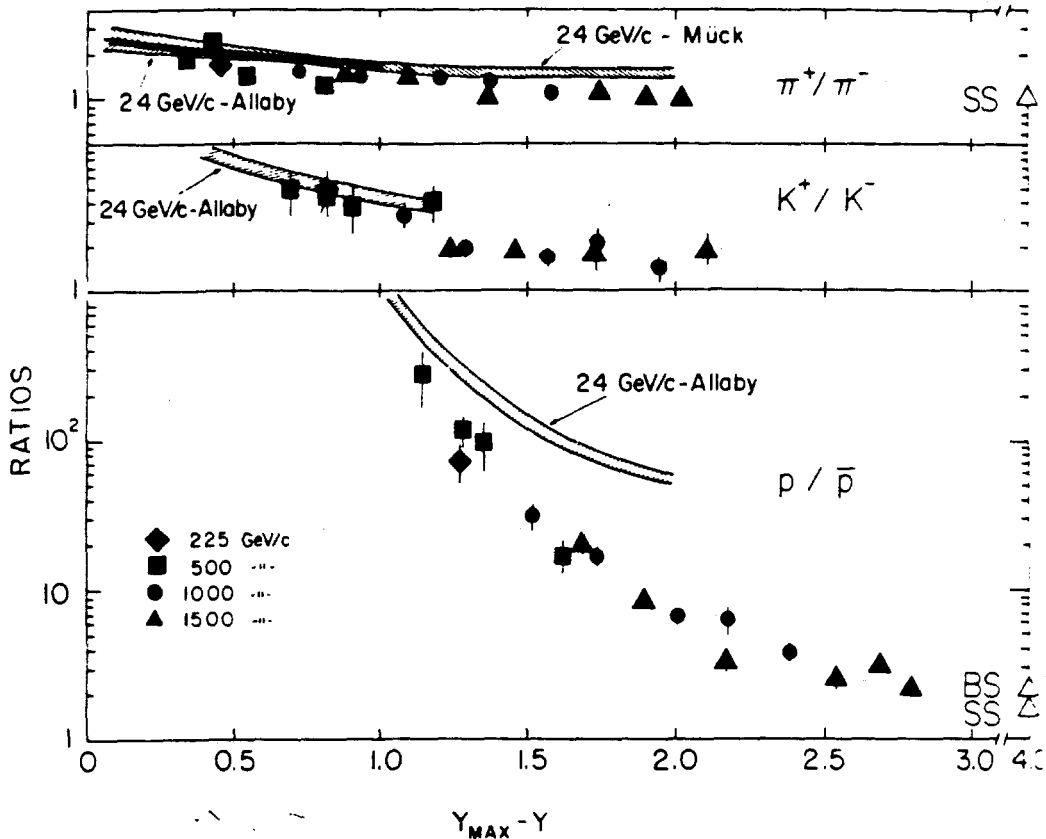 24 GeV/c - Mück
π+/π-
1
24 GeV/c-Allaby
SS
K+/K-
24 GeV/c-Allaby
1
24 GeV/c-Allaby
RATIOS
10²
p/p̅
225 GeV/c
500 -"-
1000 -"-
1500 -"-
10
BS
SS
1
0 0.5 1.0 1.5 2.0 2.5 3.0
Y_MAX - Y